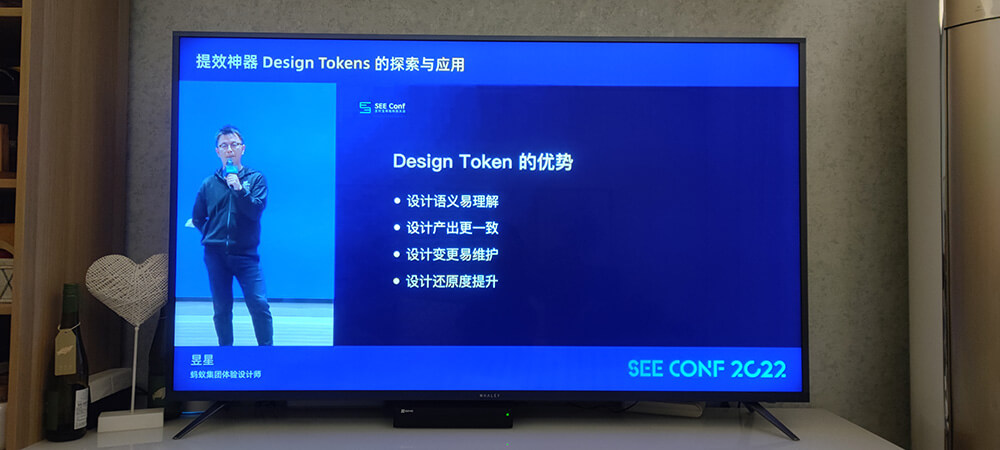 提效神器 Design Tokens 的探索与应用
SEE Conf
Design Token 的优势
设计语义易理解
设计产出更一致
设计变更易维护
设计还原度提升
昱星
蚂蚁集团体验设计师
SEE CONF 2022
WHALEY